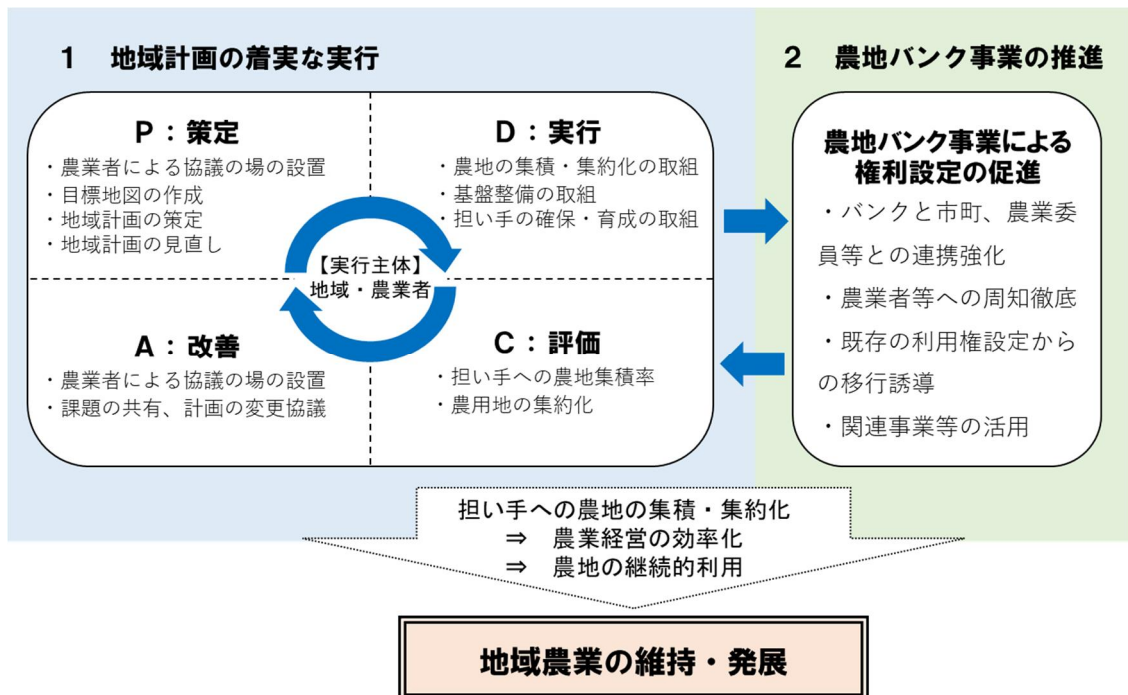 1 地域計画の着実な実行
P：策定
・農業者による協議の場の設置
・目標地図の作成
・地域計画の策定
・地域計画の見直し
D：実行
・農地の集積・集約化の取組
・基盤整備の取組
・担い手の確保・育成の取組
【実行主体】
地域・農業者
A：改善
・農業者による協議の場の設置
・課題の共有、計画の変更協議
C：評価
・担い手への農地集積率
・農用地の集約化
2 農地バンク事業の推進
農地バンク事業による
権利設定の促進
・バンクと市町、農業委
員等との連携強化
・農業者等への周知徹底
・既存の利用権設定から
の移行誘導
・関連事業等の活用
担い手への農地の集積・集約化
⇒ 農業経営の効率化
⇒ 農地の継続的利用
地域農業の維持・発展